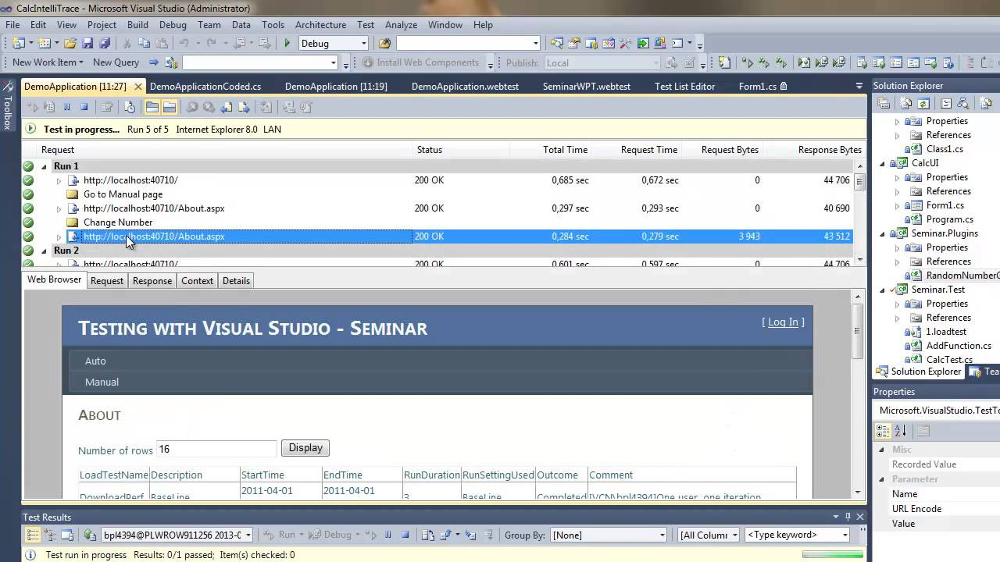 CalcIntelliTrace - Microsoft Visual Studio (Administrator)
File Edit View Project Build Debug Team Data Tools Architecture Test Analyze Window Help
Debug
New Work Item New Query Install Web Components Publish: Local
DemoApplication [11:27] DemoApplicationCoded.cs DemoApplication [11:19] DemoApplication.webtest SeminarWPT.webtest Test List Editor Form1.cs
Toolbox
Test in progress... Run 5 of 5 Internet Explorer 8.0 LAN
Request Status Total Time Request Time Request Bytes Response Bytes
Run 1
http://localhost:40710/ 200 OK 0,685 sec 0,672 sec 0 44 706
Go to Manual page
http://localhost:40710/About.aspx 200 OK 0,297 sec 0,293 sec 0 40 690
Change Number
http://localhost:40710/About.aspx 200 OK 0,284 sec 0,279 sec 3 943 43 512
Run 2
http://localhost:40710/ 200 OK 0,601 sec 0,597 sec 0 44 706
Web Browser Request Response Context Details
TESTING WITH VISUAL STUDIO - SEMINAR
[ Log In ]
Auto
Manual
ABOUT
Number of rows 16 Display
LoadTestName Description StartTime EndTime RunDuration RunSettingUsed Outcome Comment
2011-04-01 2011-04-01
DownloadPerf BaseLine 3 BaseLine Completed [VCN\bpl4394]One user, one iteration
Test Results
bpl4394@PLWROW911256 2013-0 Run Debug Group By: [None] [All Column <Type keyword>
Test run in progress Results: 0/1 passed; Item(s) checked: 0
Solution Explorer
Properties
References
Class1.cs
CalcUI
Properties
References
Form1.cs
Program.cs
Seminar.Plugins
Properties
References
RandomNumberG
Seminar.Test
Properties
References
1.loadtest
AddFunction.cs
CalcTest.cs
Solution Explorer Tea
Properties
Microsoft.VisualStudio.TestTo
Misc
Recorded Value
Parameter
Name
URL Encode
Value